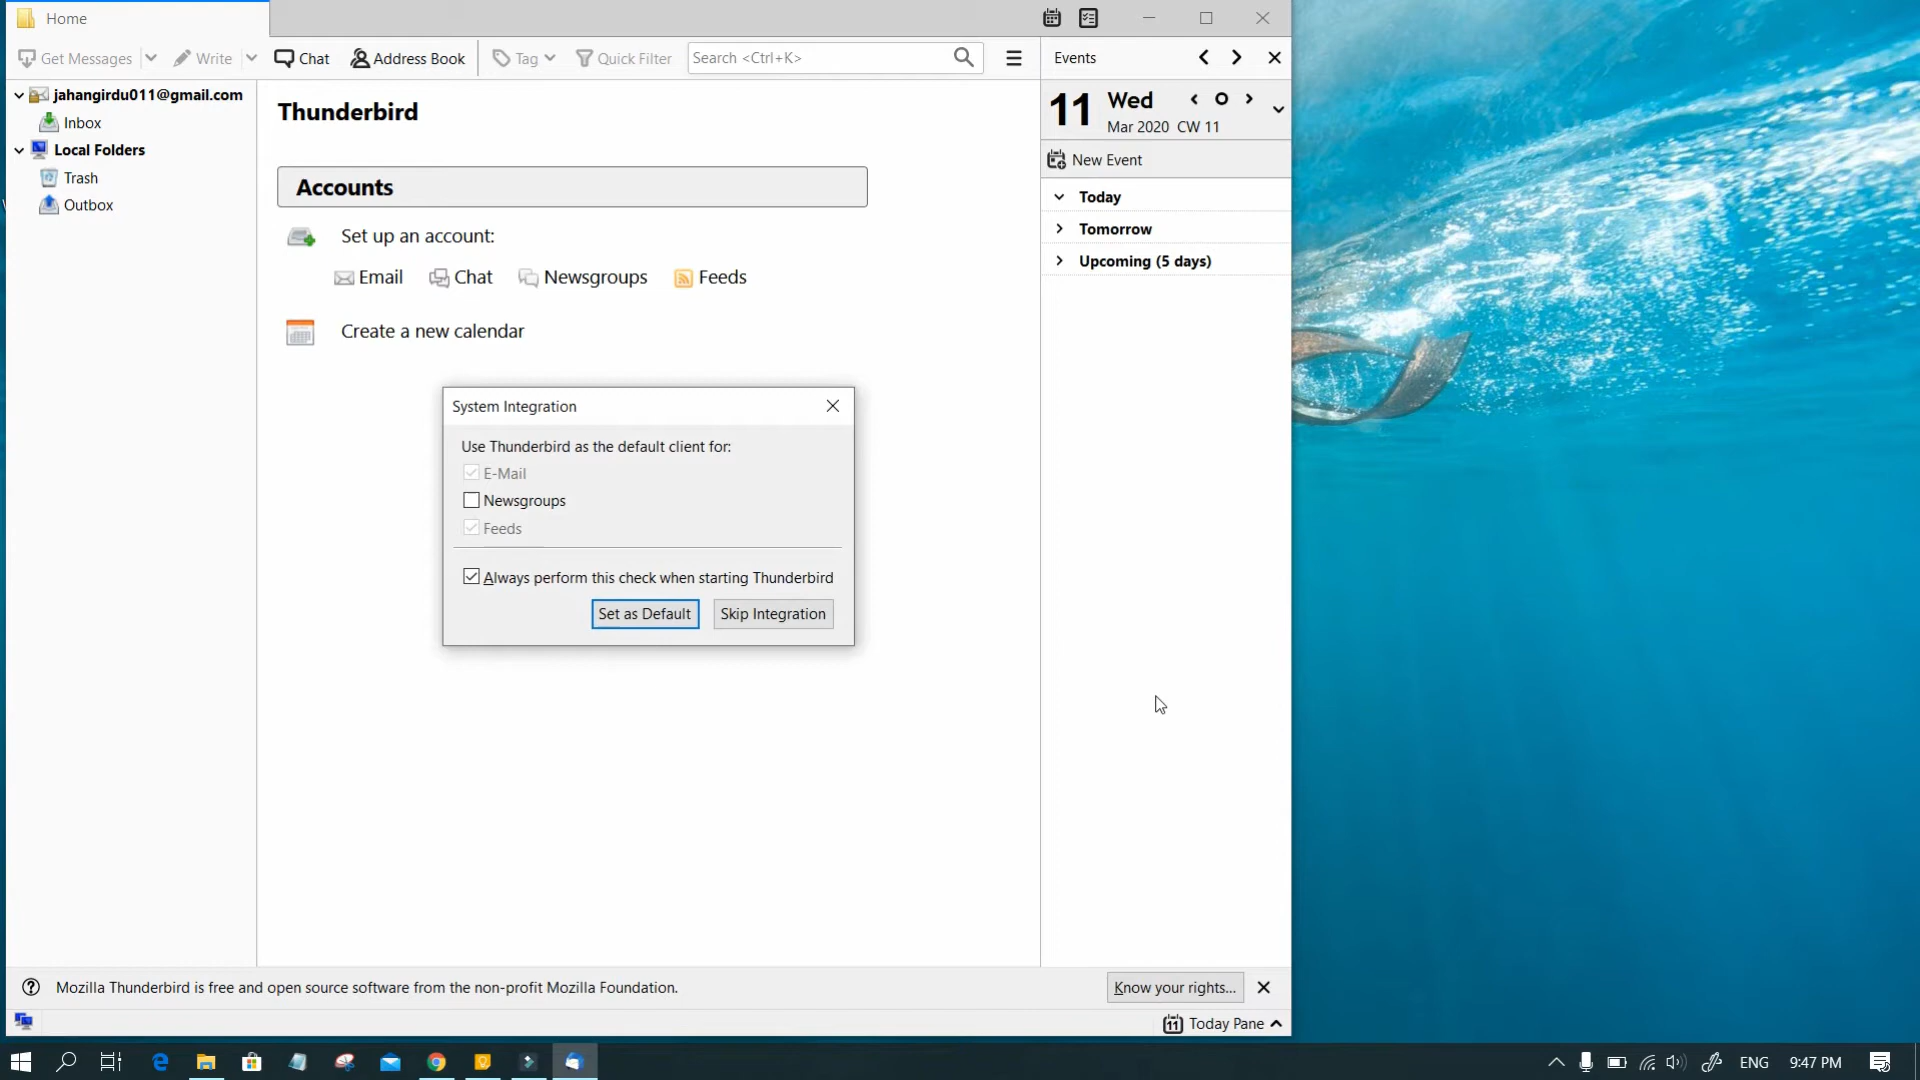 Home
Get Messages
Write
Chat
Address Book
Tag
Quick Filter
Search <Ctrl+K>
Events
jahangirdu011@gmail.com
Inbox
Local Folders
Trash
Outbox
Thunderbird
Accounts
Set up an account:
Email
Chat
Newsgroups
Feeds
Create a new calendar
System Integration
Use Thunderbird as the default client for:
E-Mail
Newsgroups
Feeds
Always perform this check when starting Thunderbird
Set as Default
Skip Integration
11
Wed
Mar 2020 CW 11
New Event
Today
Tomorrow
Upcoming (5 days)
Mozilla Thunderbird is free and open source software from the non-profit Mozilla Foundation.
Know your rights...
11
Today Pane
ENG
9:47 PM